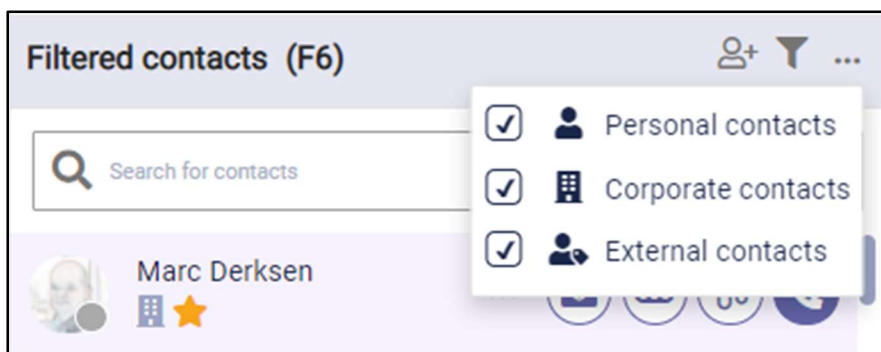 Filtered contacts (F6)
Personal contacts
Search for contacts
Corporate contacts
External contacts
Marc Derksen